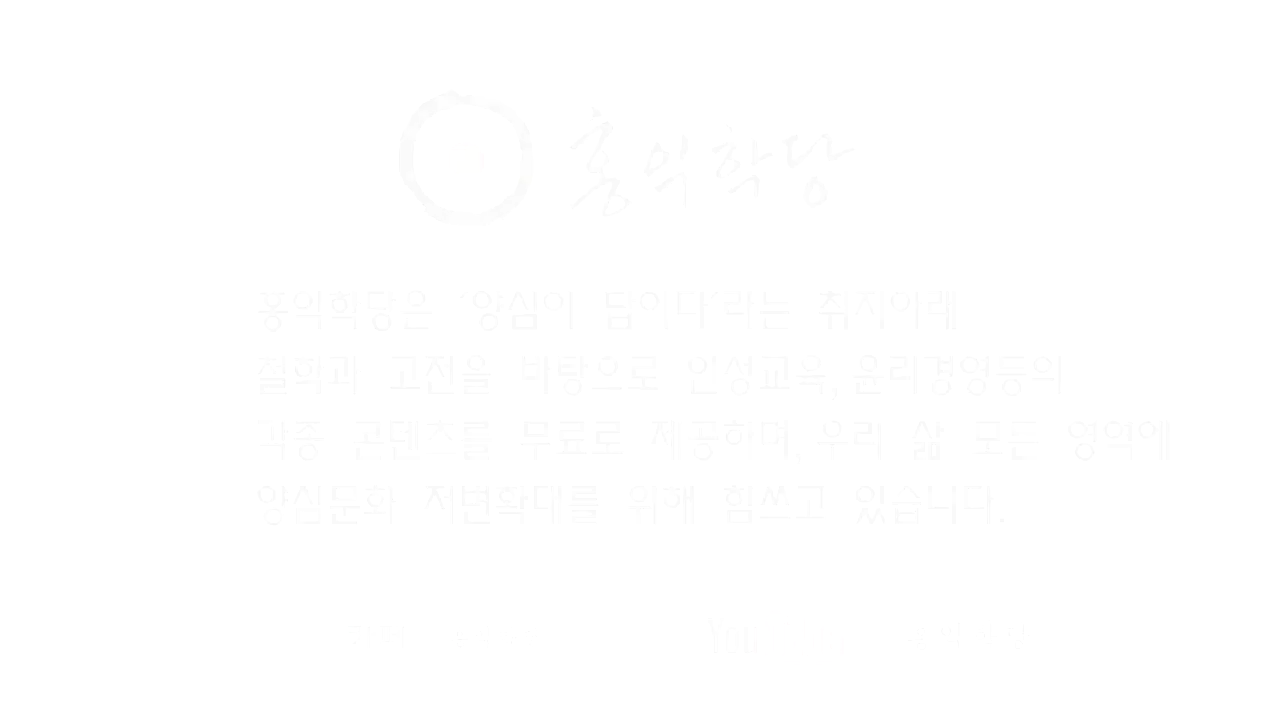 홍익학당
홍익학당은 '양심이 답이다'라는 취지아래
철학과 고전을 바탕으로 인성교육, 윤리경영등의
각종 콘텐츠를 무료로 제공하며, 우리 삶 모든 영역에
양심문화 저변확대를 위해 힘쓰고 있습니다.
You